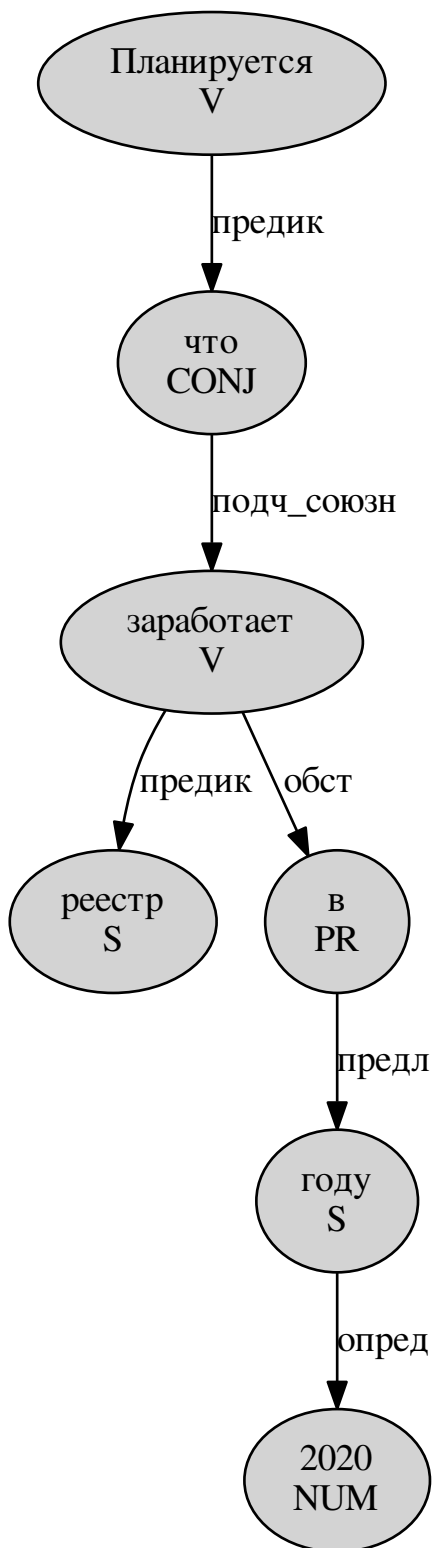 Планируется
V
предик
что
CONJ
подч_союзн
заработает
V
предик
обст
реестр
S
в
PR
предл
году
S
опред
2020
NUM